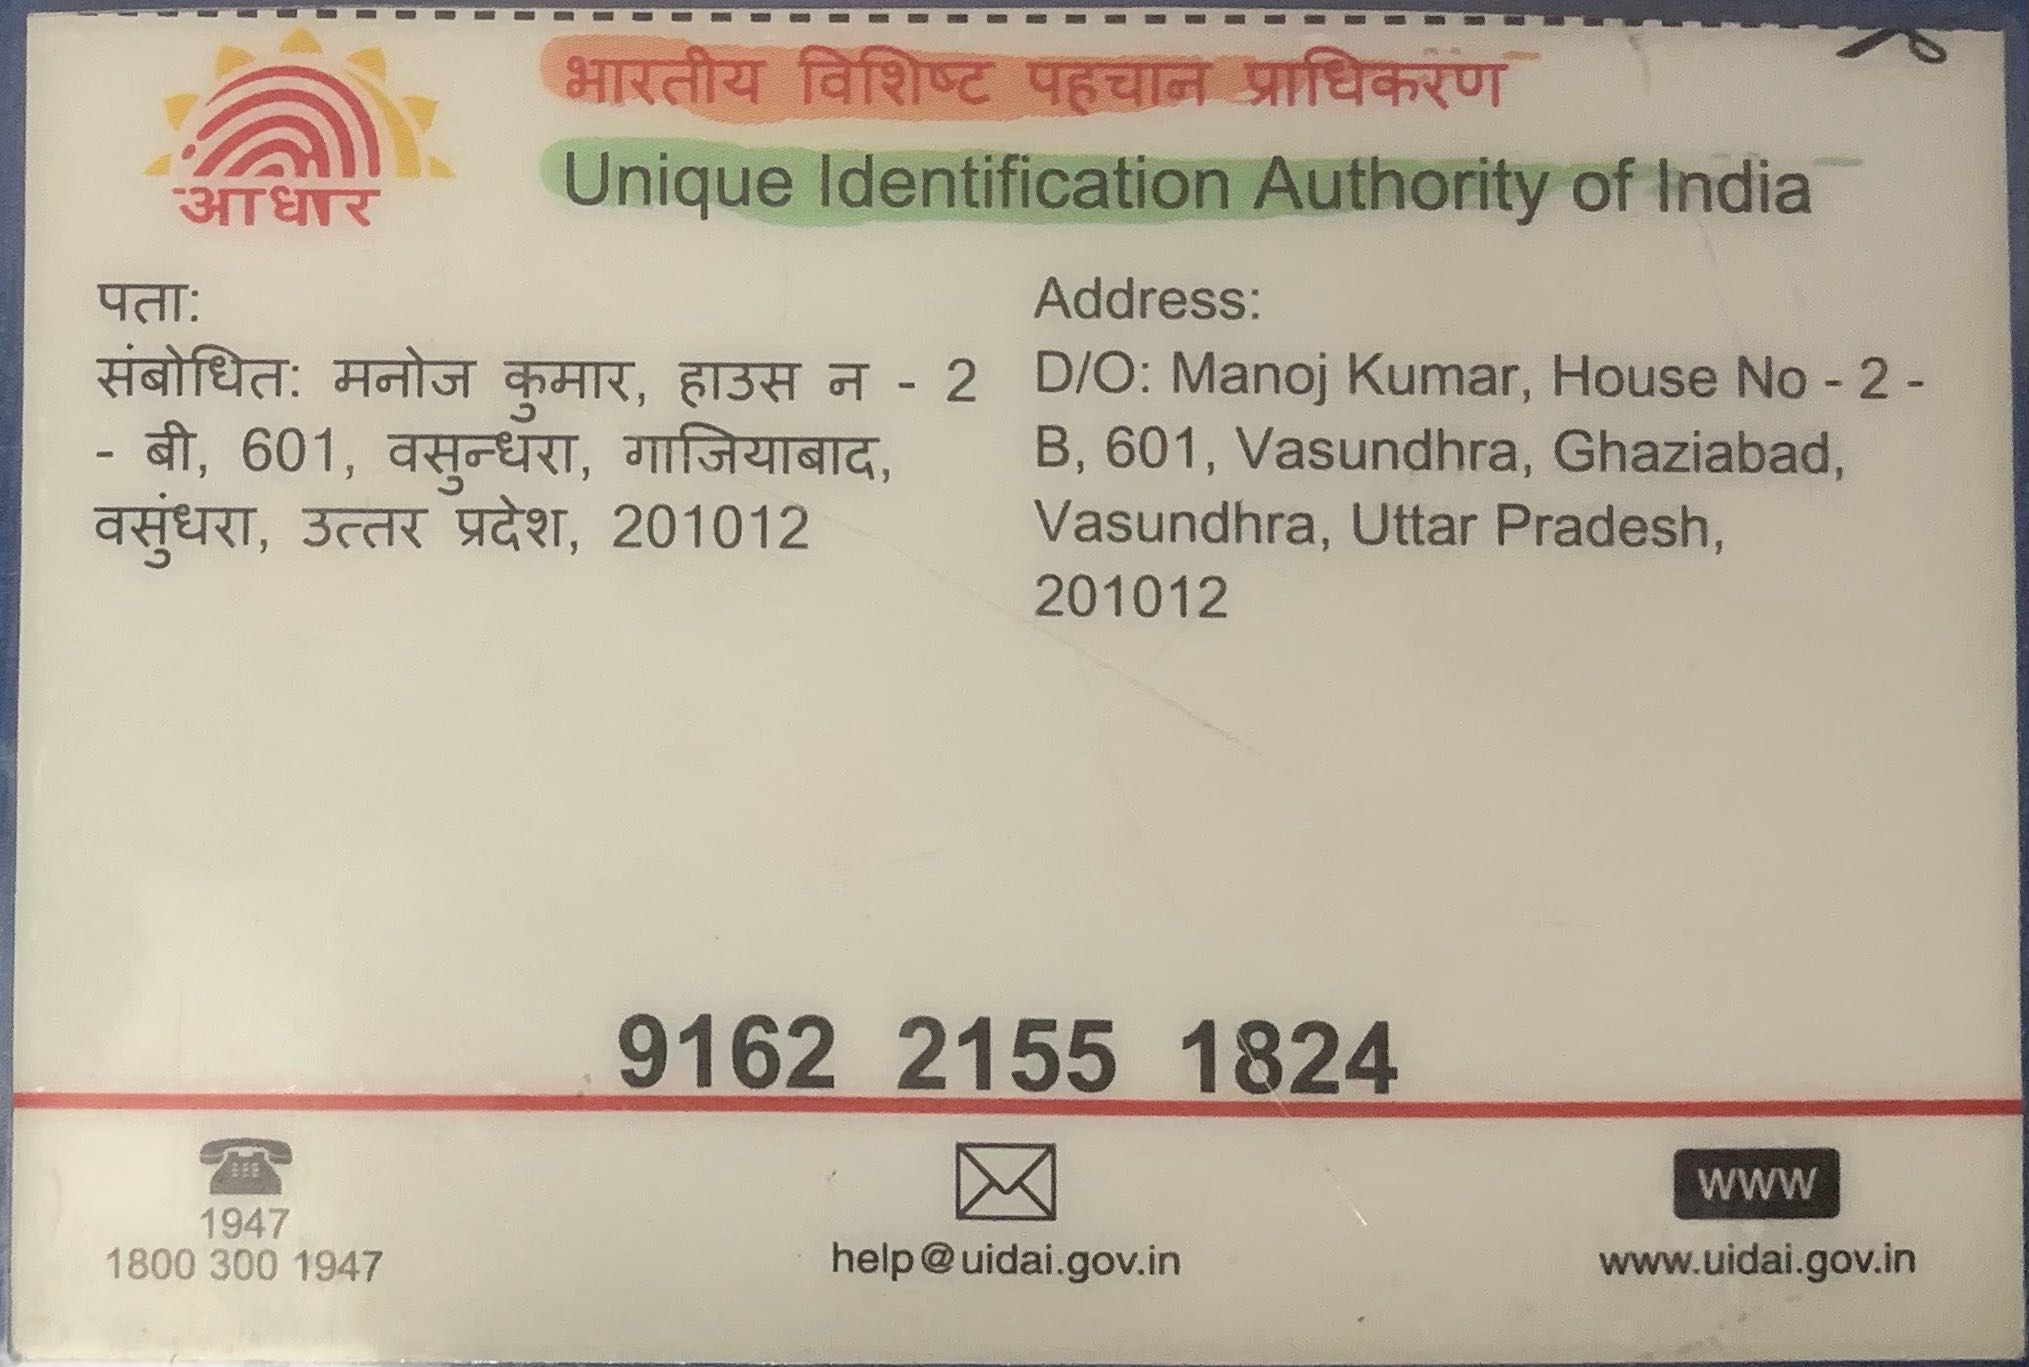 आधार
भारतीय विशिष्ट पहचान प्राधिकरण
Unique Identification Authority of India
पता:
संबोधित: मनोज कुमार, हाउस न - 2
- बी, 601, वसुन्धरा, गाजियाबाद,
वसुंधरा, उत्तर प्रदेश, 201012
Address:
D/O: Manoj Kumar, House No - 2 -
B, 601, Vasundhra, Ghaziabad,
Vasundhra, Uttar Pradesh,
201012
9162 2155 1824
1947
1800 300 1947
help@uidai.gov.in
www
www.uidai.gov.in